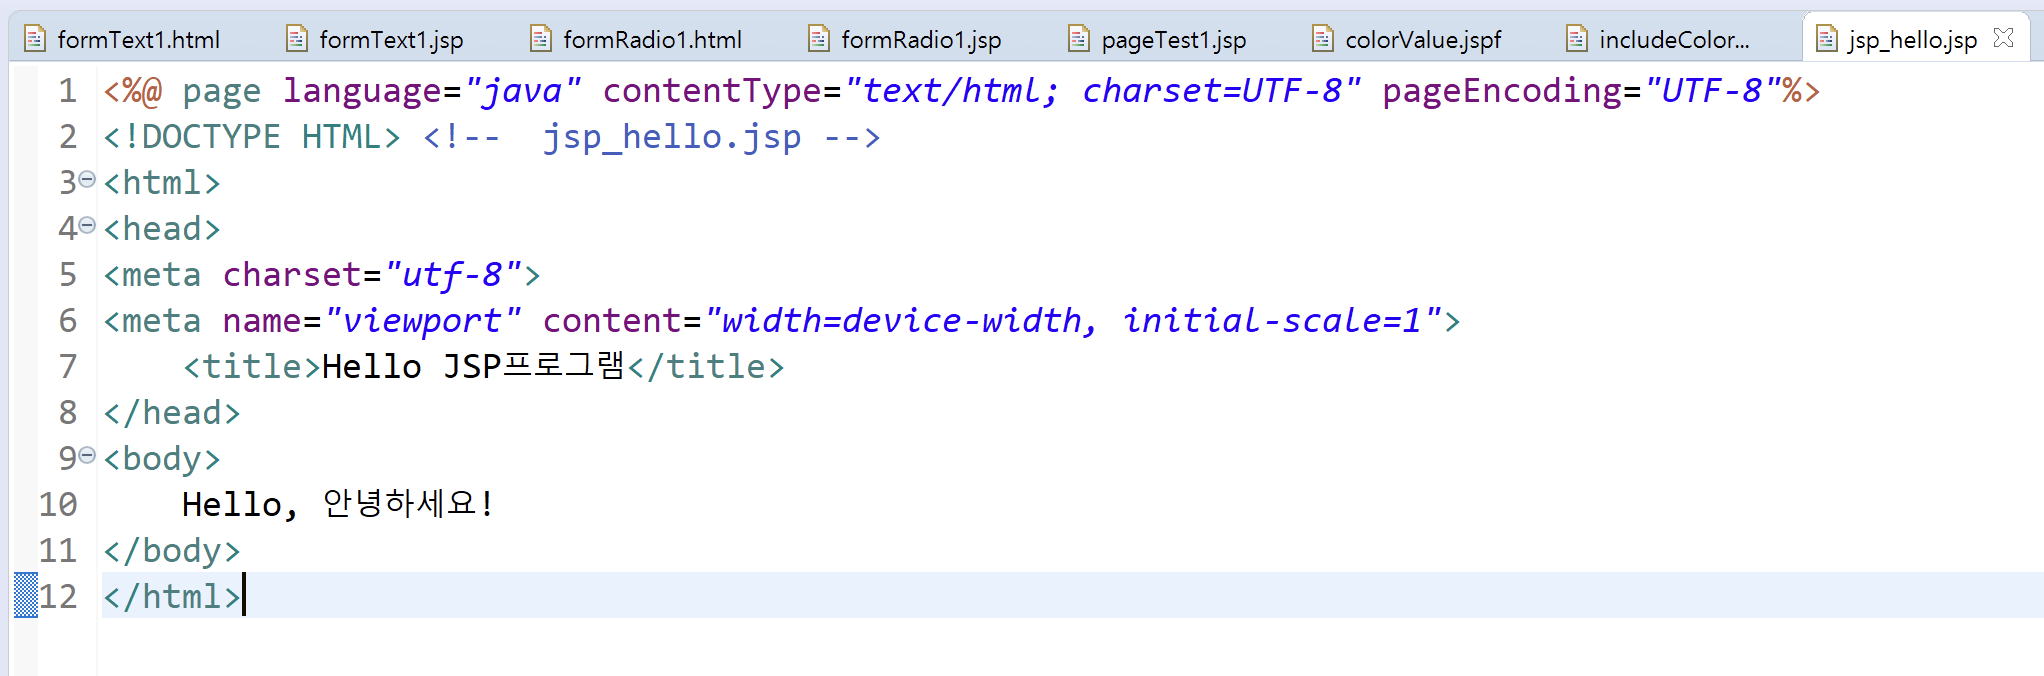 formText1.html formText1.jsp formRadio1.html formRadio1.jsp pageTest1.jsp colorValue.jspf includeColor... jsp_hello.jsp
1 <%@ page language="java" contentType="text/html; charset=UTF-8" pageEncoding="UTF-8"%>
2 <!DOCTYPE HTML> <!--  jsp_hello.jsp -->
3 <html>
4 <head>
5 <meta charset="utf-8">
6 <meta name="viewport" content="width=device-width, initial-scale=1">
7     <title>Hello JSP프로그램</title>
8 </head>
9 <body>
10     Hello, 안녕하세요!
11 </body>
12 </html>